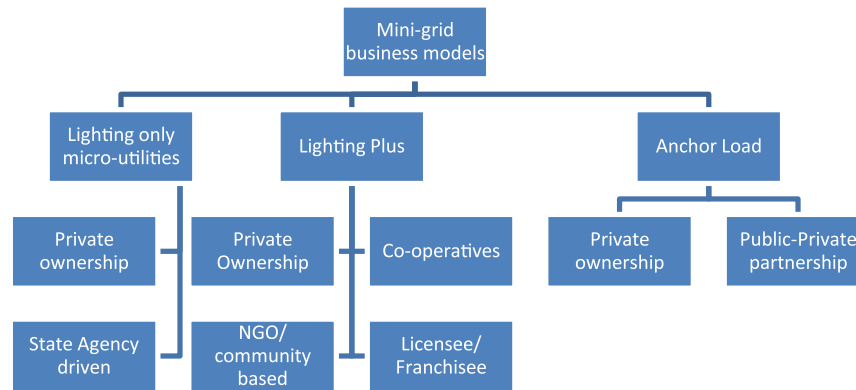 Mini-grid
business models
Lighting only
micro-utilities
Lighting Plus
Anchor Load
Private
ownership
Private
Ownership
Co-operatives
Private
ownership
Public-Private
partnership
State Agency
driven
NGO/
community
based
Licensee/
Franchisee